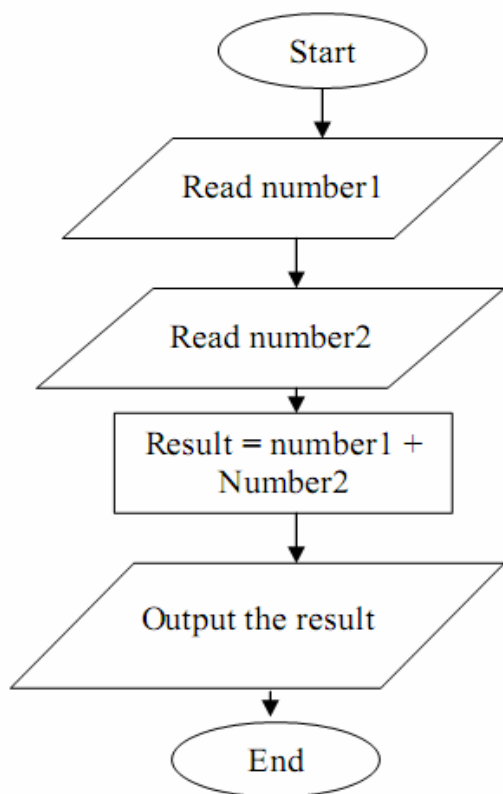 Start
Read number1
Read number2
Result = number1 +
Number2
Output the result
End